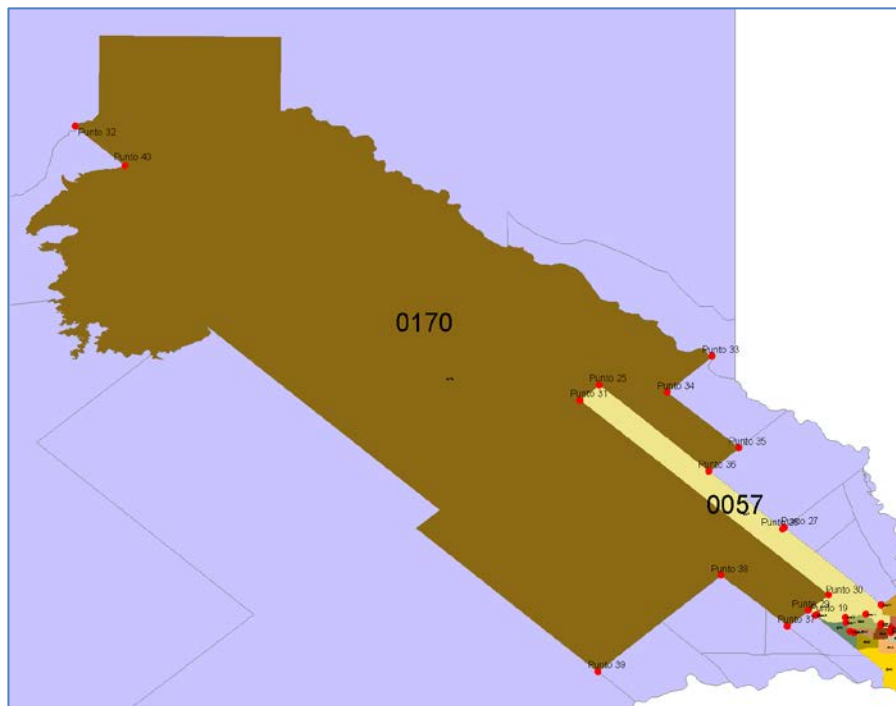 Punto 32
Punto 40
0170
Punto 33
Punto 25
Punto 34
Punto 31
Punto 35
Punto 36
0057
Punto 27
Punto 38
Punto 30
Punto 19
Punto 37
Punto 39